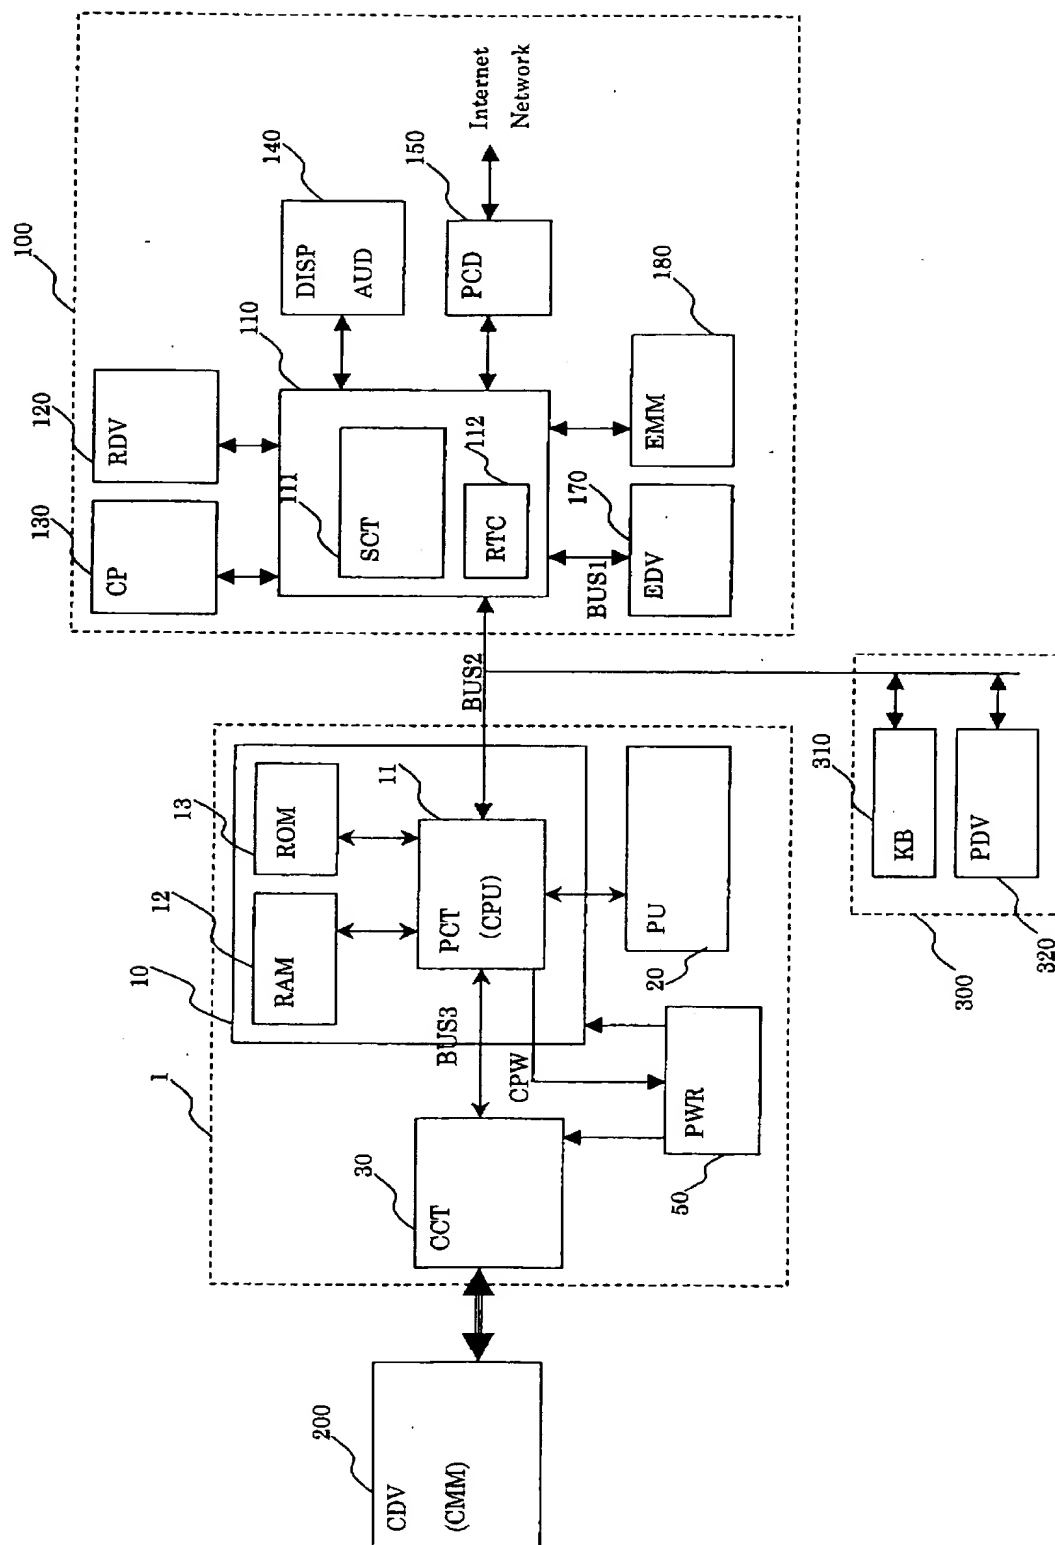 100
130
CP
120
RDV
110
111
SCT
RTC
112
140
DISP
AUD
150
PCD
Internet
Network
BUS1
170
EDV
180
EMM
BUS2
1
10
12
RAM
13
ROM
11
PCT
(CPU)
BUS3
CPW
30
CCT
20
PU
50
PWR
200
CDV
(CMM)
300
310
KB
320
PDV